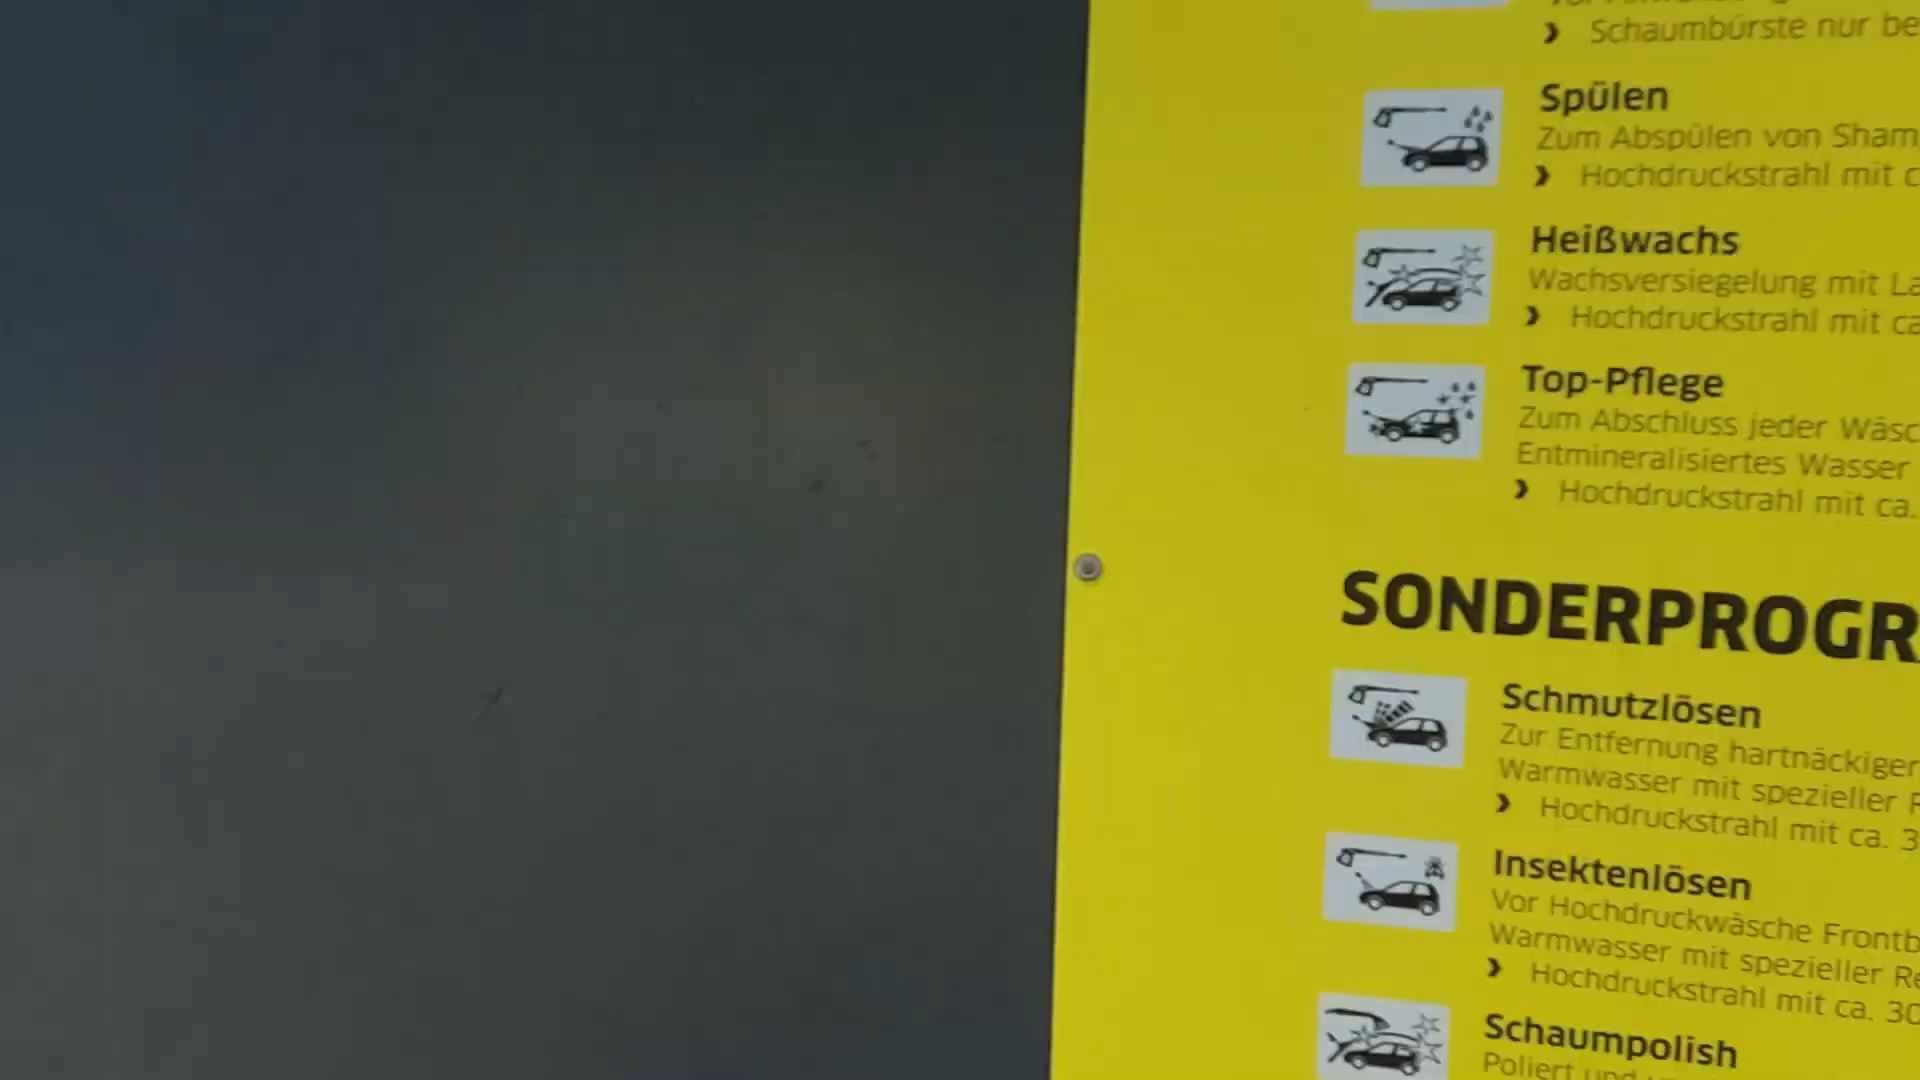 Schaumbürste nur be
Spülen
Zum Abspülen von Sham
Hochdruckstrahl mit c
Heißwachs
Wachsversiegelung mit La
Hochdruckstrahl mit ca
Top-Pflege
Zum Abschluss jeder Wäsc
Entmineralisiertes Wasser
Hochdruckstrahl mit ca.
SONDERPROGR
Schmutzlösen
Zur Entfernung hartnäckiger
Warmwasser mit spezieller R
Hochdruckstrahl mit ca. 3
Insektenlösen
Vor Hochdruckwäsche Frontb
Warmwasser mit spezieller Re
Hochdruckstrahl mit ca. 30
Schaumpolish
Poliert und